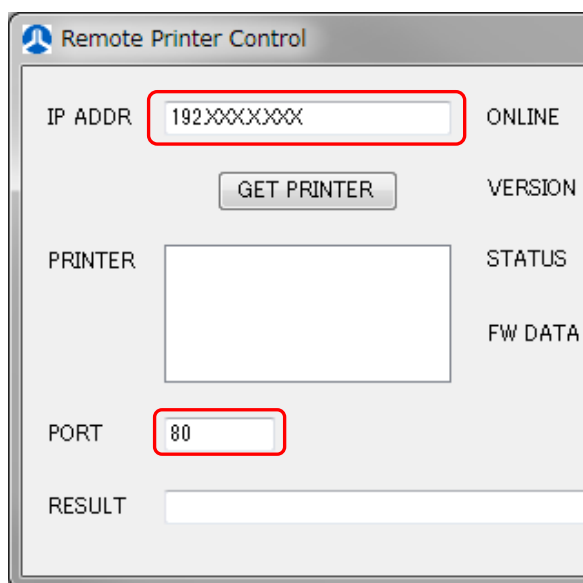 Remote Printer Control
IP ADDR 192.XXX.X.XXX ONLINE
GET PRINTER VERSION
PRINTER STATUS
FW DATA
PORT 80
RESULT